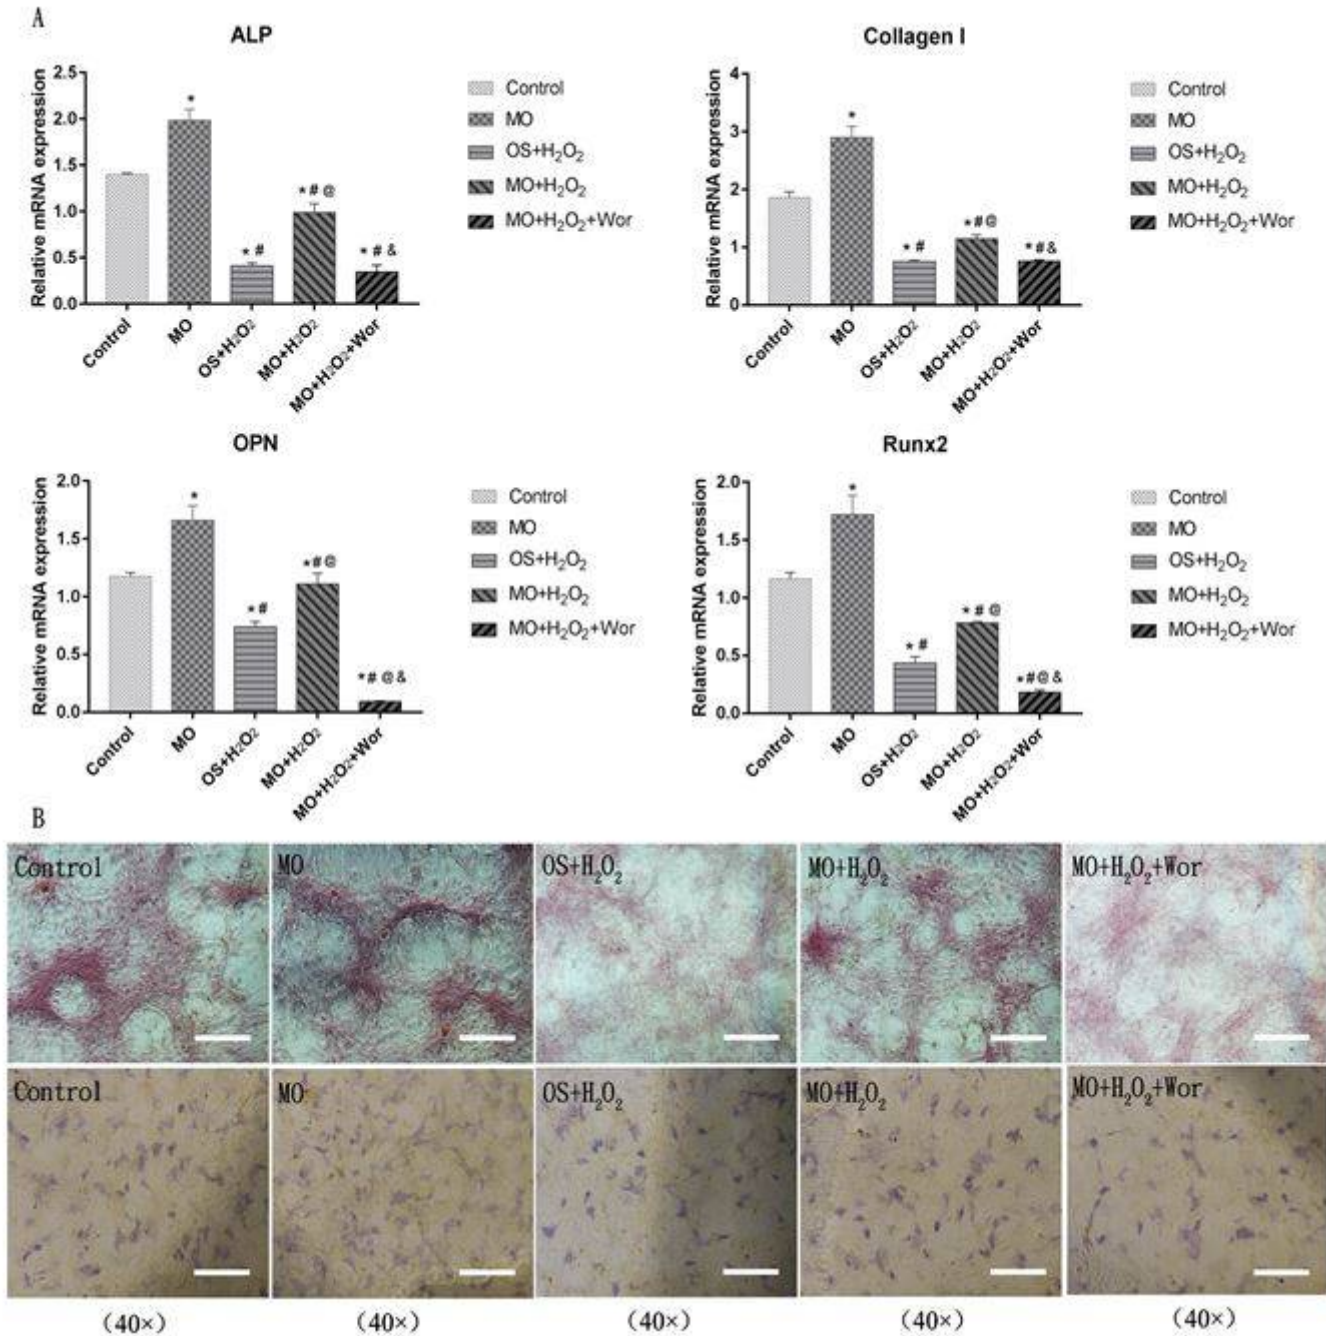 A
ALP
Relative mRNA expression
2.5
2.0
1.5
1.0
0.5
0.0
*
* #
* # @
* # &
Control
MO
OS+H₂O₂
MO+H₂O₂
MO+H₂O₂+Wor
Control
MO
OS+H₂O₂
MO+H₂O₂
MO+H₂O₂+Wor
Collagen I
Relative mRNA expression
4
3
2
1
0
*
* #
*#@
*#&
Control
MO
OS+H₂O₂
MO+H₂O₂
MO+H₂O₂+Wor
Control
MO
OS+H₂O₂
MO+H₂O₂
MO+H₂O₂+Wor
OPN
Relative mRNA expression
2.0
1.5
1.0
0.5
0.0
*
*#
*#@
*# @ &
Control
MO
OS+H₂O₂
MO+H₂O₂
MO+H₂O₂+Wor
Control
MO
OS+H₂O₂
MO+H₂O₂
MO+H₂O₂+Wor
Runx2
Relative mRNA expression
2.0
1.5
1.0
0.5
0.0
*
* #
* # @
*#@ &
Control
MO
OS+H₂O₂
MO+H₂O₂
MO+H₂O₂+Wor
Control
MO
OS+H₂O₂
MO+H₂O₂
MO+H₂O₂+Wor
B
Control
MO
OS+H₂O₂
MO+H₂O₂
MO+H₂O₂+Wor
Control
MO
OS+H₂O₂
MO+H₂O₂
MO+H₂O₂+Wor
(40×)
(40×)
(40×)
(40×)
(40×)